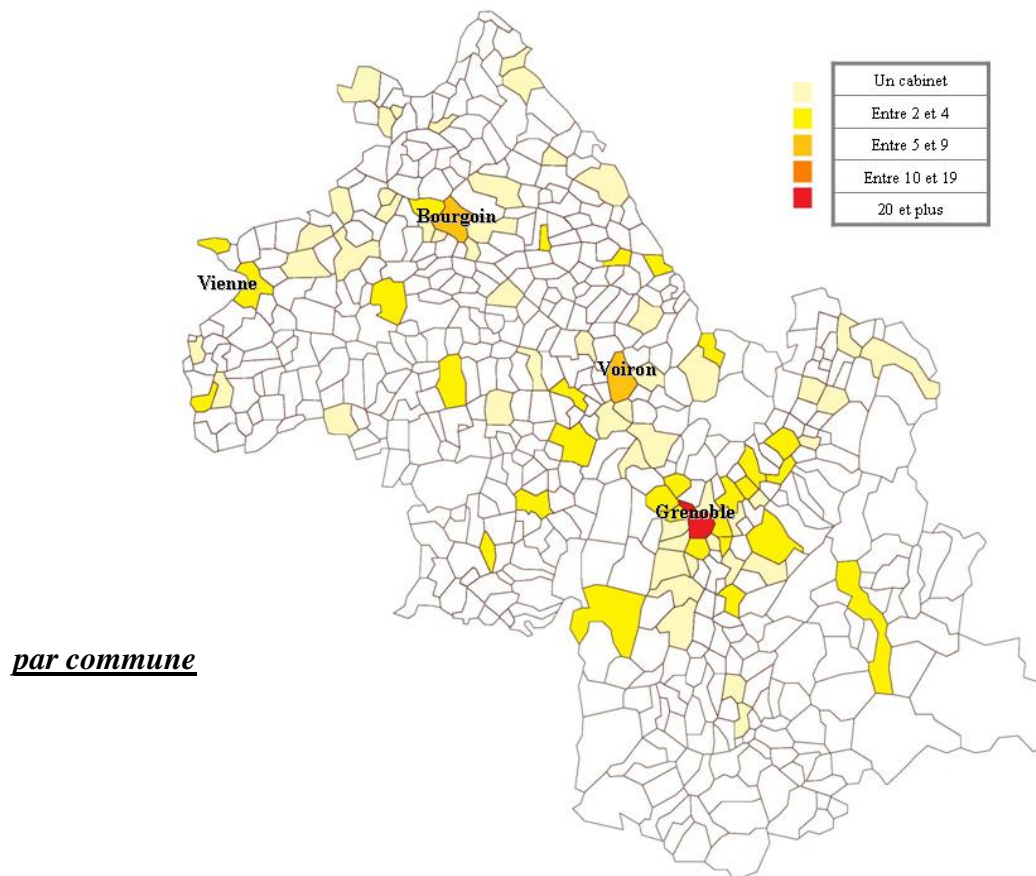 Un cabinet
Entre 2 et 4
Entre 5 et 9
Entre 10 et 19
20 et plus
Bourgoin
Vienne
Voiron
Grenoble
par commune